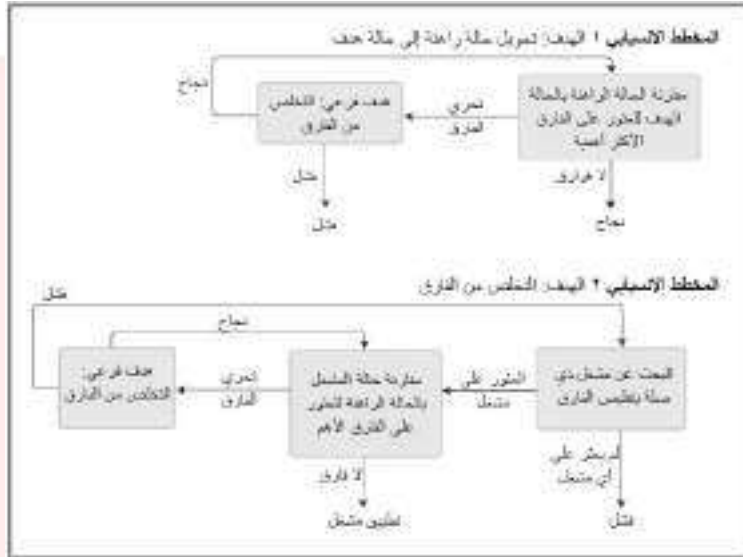 المخطط الانسيابي ١ الهدف: تحويل حالة راهنة إلى حالة هدف
نجاح
مقارنة الحالة الراهنة بالحالة
الهدف للعثور على الفارق
الأكثر أهمية
تحري
الفارق
هدف فرعي: التخلص
من الفارق
لا فوارق
نجاح
فشل
فشل
المخطط الانسيابي ٢ الهدف: التخلص من الفارق
فشل
نجاح
البحث عن مشغل ذي
صلة بتقليص الفارق
العثور على
مشغل
مقارنة حالة المشغل
بالحالة الراهنة للعثور
على الفارق الأهم
تحري
الفارق
هدف فرعي:
التخلص من الفارق
لم يعثر على
أي مشغل
فشل
لا فارق
تطبيق مشغل